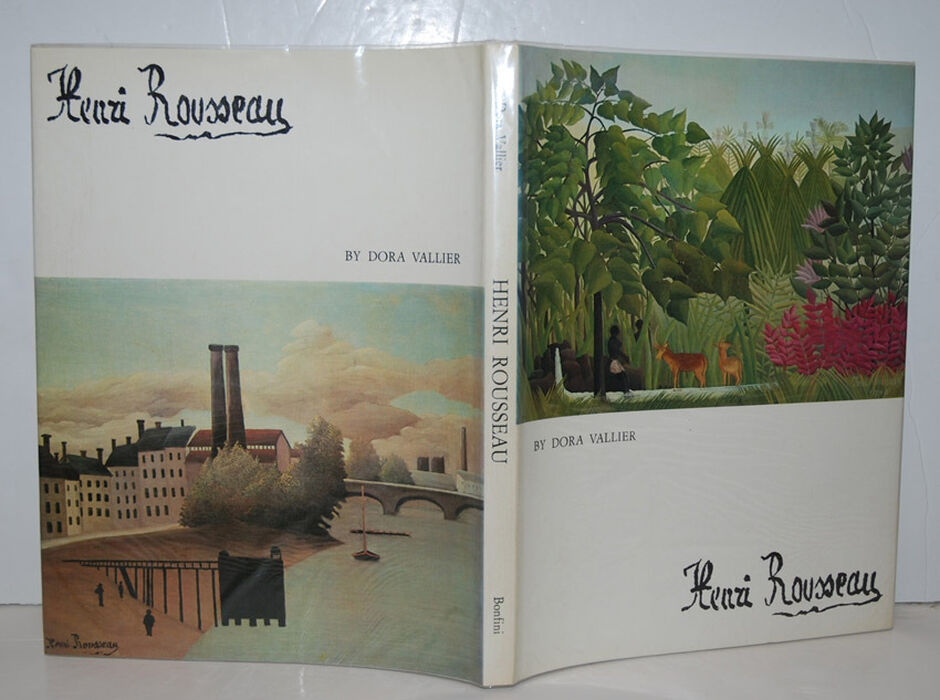 Henri Rousseau
BY DORA VALLIER
Henri Rousseau
Dora Vallier
HENRI ROUSSEAU
Bonfini
BY DORA VALLIER
Henri Rousseau